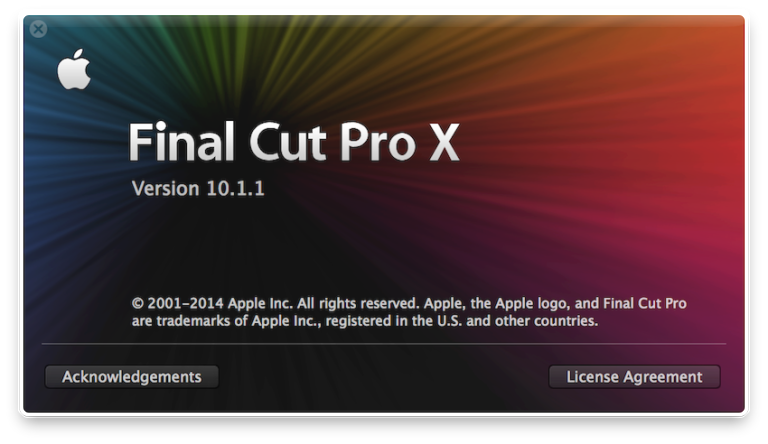 Final Cut Pro X
Version 10.1.1
© 2001–2014 Apple Inc. All rights reserved. Apple, the Apple logo, and Final Cut Pro
are trademarks of Apple Inc., registered in the U.S. and other countries.
Acknowledgements
License Agreement